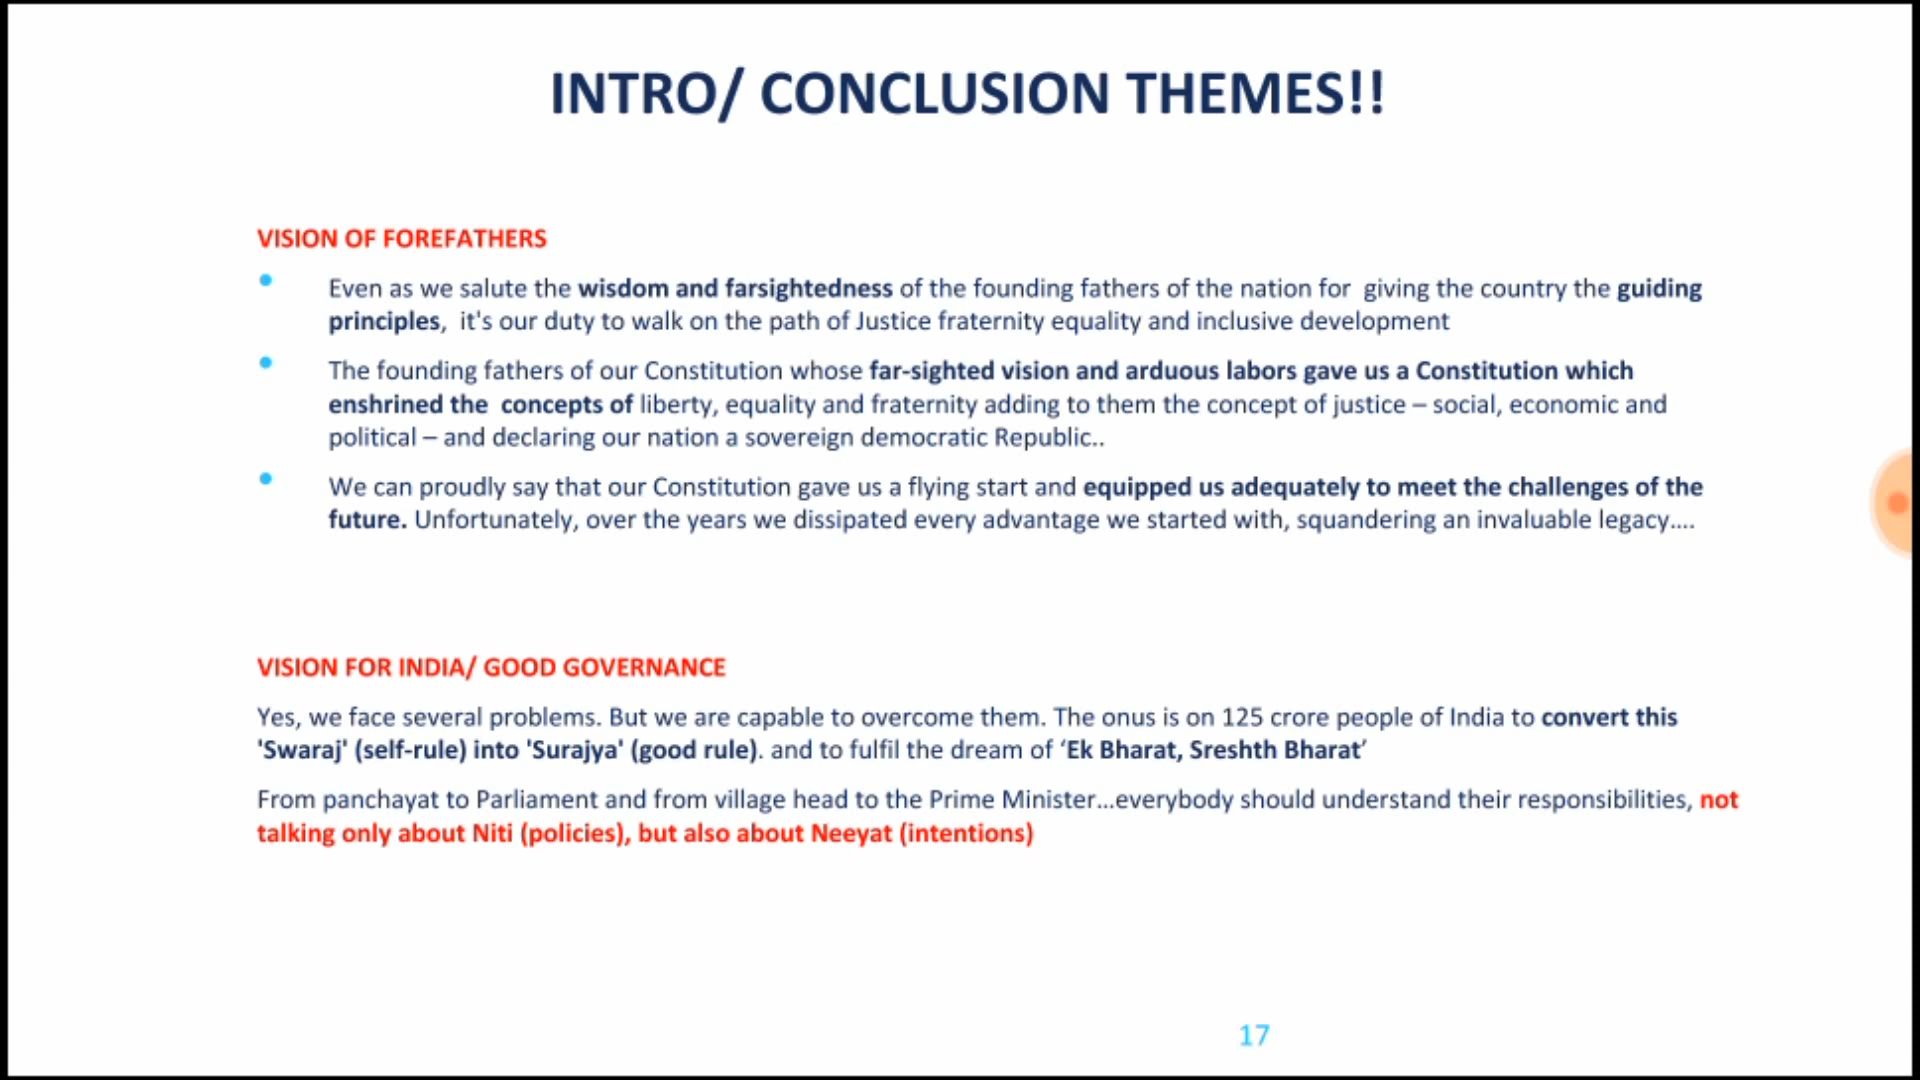 INTRO/ CONCLUSION THEMES!!
VISION OF FOREFATHERS
• Even as we salute the wisdom and farsightedness of the founding fathers of the nation for  giving the country the guiding
principles,  it's our duty to walk on the path of Justice fraternity equality and inclusive development
• The founding fathers of our Constitution whose far-sighted vision and arduous labors gave us a Constitution which
enshrined the  concepts of liberty, equality and fraternity adding to them the concept of justice – social, economic and
political – and declaring our nation a sovereign democratic Republic..
• We can proudly say that our Constitution gave us a flying start and equipped us adequately to meet the challenges of the
future. Unfortunately, over the years we dissipated every advantage we started with, squandering an invaluable legacy....
VISION FOR INDIA/ GOOD GOVERNANCE
Yes, we face several problems. But we are capable to overcome them. The onus is on 125 crore people of India to convert this
'Swaraj' (self-rule) into 'Surajya' (good rule). and to fulfil the dream of ‘Ek Bharat, Sreshth Bharat’
From panchayat to Parliament and from village head to the Prime Minister...everybody should understand their responsibilities, not
talking only about Niti (policies), but also about Neeyat (intentions)
17